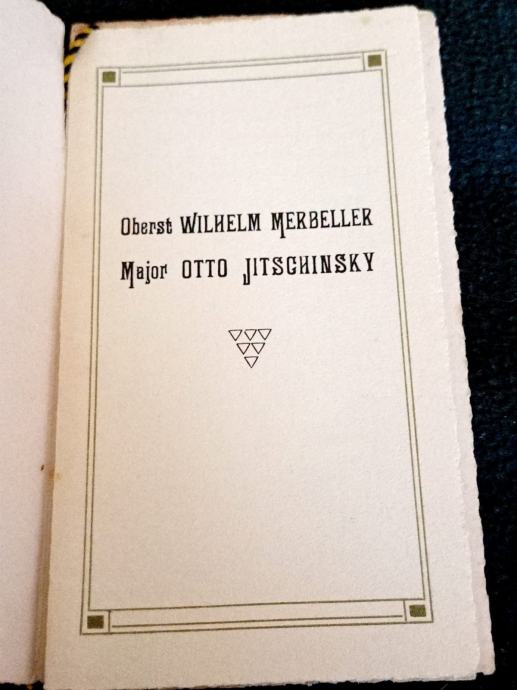 Oberst WILHELM MERBELLER
Major OTTO JITSCHINSKY